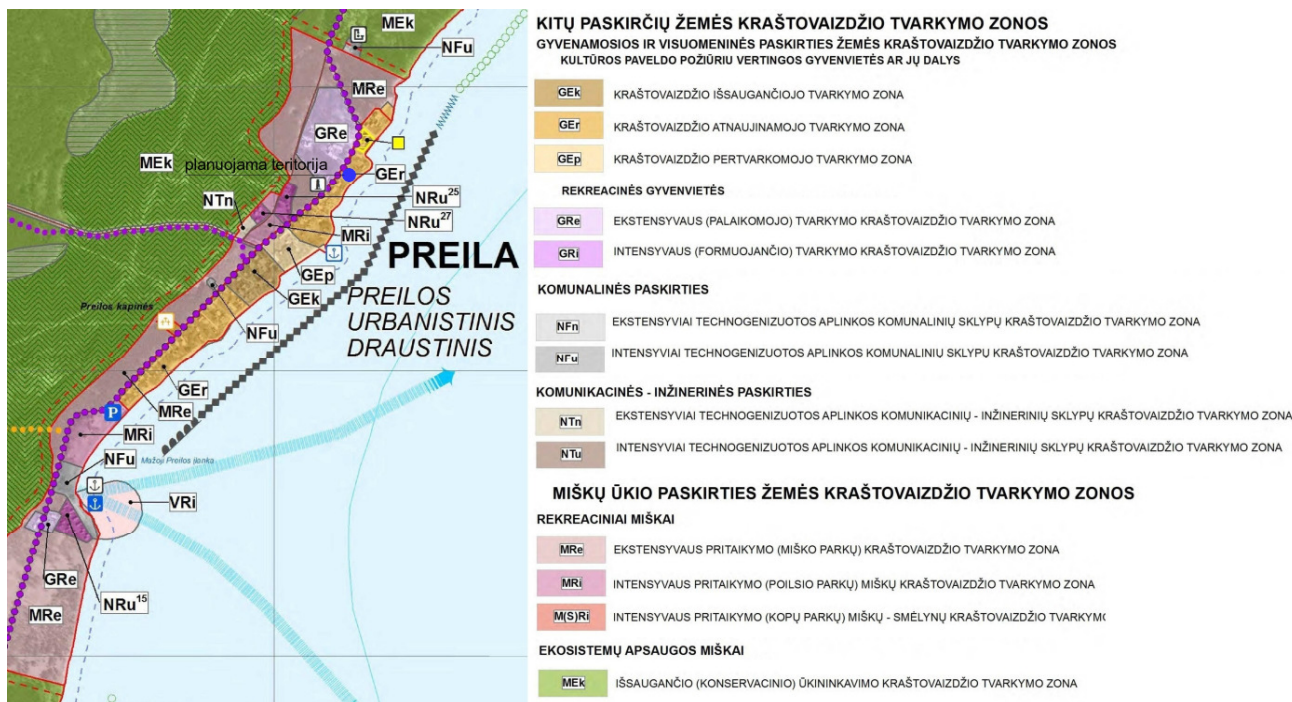 MEk
NFu
MRe
GRe
MEk
planuojama teritorija
GEr
NTn
NRu25
NRu27
MRi
PREILA
GEp
GEk
PREILOS
URBANISTINIS
DRAUSTINIS
Preilos kapinės
NFu
GEr
MRe
P
MRi
NFu
Mažoji Preilos įlanka
VRi
GRe
NRu15
MRe
KITŲ PASKIRČIŲ ŽEMĖS KRAŠTOVAIZDŽIO TVARKYMO ZONOS
GYVENAMOSIOS IR VISUOMENINĖS PASKIRTIES ŽEMĖS KRAŠTOVAIZDŽIO TVARKYMO ZONOS
KULTŪROS PAVELDO POŽIŪRIU VERTINGOS GYVENVIETĖS AR JŲ DALYS
GEk KRAŠTOVAIZDŽIO IŠSAUGANČIOJO TVARKYMO ZONA
GEr KRAŠTOVAIZDŽIO ATNAUJINAMOJO TVARKYMO ZONA
GEp KRAŠTOVAIZDŽIO PERTVARKOMOJO TVARKYMO ZONA
REKREACINĖS GYVENVIETĖS
GRe EKSTENSYVAUS (PALAIKOMOJO) TVARKYMO KRAŠTOVAIZDŽIO TVARKYMO ZONA
GRi INTENSYVAUS (FORMUOJANČIO) TVARKYMO KRAŠTOVAIZDŽIO TVARKYMO ZONA
KOMUNALINĖS PASKIRTIES
NFn EKSTENSYVIAI TECHNOGENIZUOTOS APLINKOS KOMUNALINIŲ SKLYPŲ KRAŠTOVAIZDŽIO TVARKYMO ZONA
NFu INTENSYVIAI TECHNOGENIZUOTOS APLINKOS KOMUNALINIŲ SKLYPŲ KRAŠTOVAIZDŽIO TVARKYMO ZONA
KOMUNIKACINĖS - INŽINERINĖS PASKIRTIES
NTn EKSTENSYVIAI TECHNOGENIZUOTOS APLINKOS KOMUNIKACINIŲ - INŽINERINIŲ SKLYPŲ KRAŠTOVAIZDŽIO TVARKYMO ZONA
NTu INTENSYVIAI TECHNOGENIZUOTOS APLINKOS KOMUNIKACINIŲ - INŽINERINIŲ SKLYPŲ KRAŠTOVAIZDŽIO TVARKYMO ZONA
MIŠKŲ ŪKIO PASKIRTIES ŽEMĖS KRAŠTOVAIZDŽIO TVARKYMO ZONOS
REKREACINIAI MIŠKAI
MRe EKSTENSYVAUS PRITAIKYMO (MIŠKO PARKŲ) KRAŠTOVAIZDŽIO TVARKYMO ZONA
MRi INTENSYVAUS PRITAIKYMO (POILSIO PARKŲ) MIŠKŲ KRAŠTOVAIZDŽIO TVARKYMO ZONA
M(S)Ri INTENSYVAUS PRITAIKYMO (KOPŲ PARKŲ) MIŠKŲ - SMĖLYNŲ KRAŠTOVAIZDŽIO TVARKYMO
EKOSISTEMŲ APSAUGOS MIŠKAI
MEk IŠSAUGANČIO (KONSERVACINIO) ŪKININKAVIMO KRAŠTOVAIZDŽIO TVARKYMO ZONA